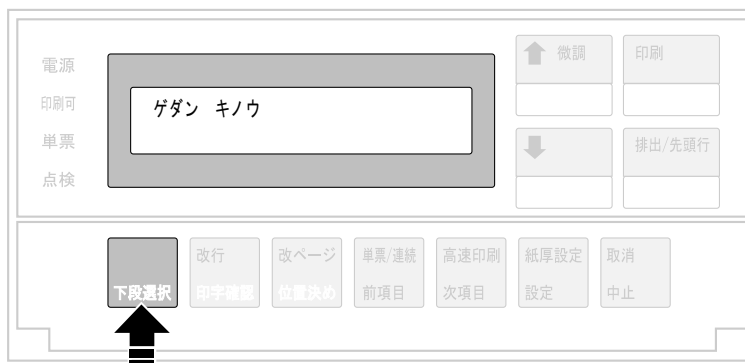 電源
印刷可
単票
点検
ゲダン キノウ
微調
印刷
排出/先頭行
下段選択
改行
印字確認
改ページ
位置決め
単票/連続
前項目
高速印刷
次項目
紙厚設定
設定
取消
中止